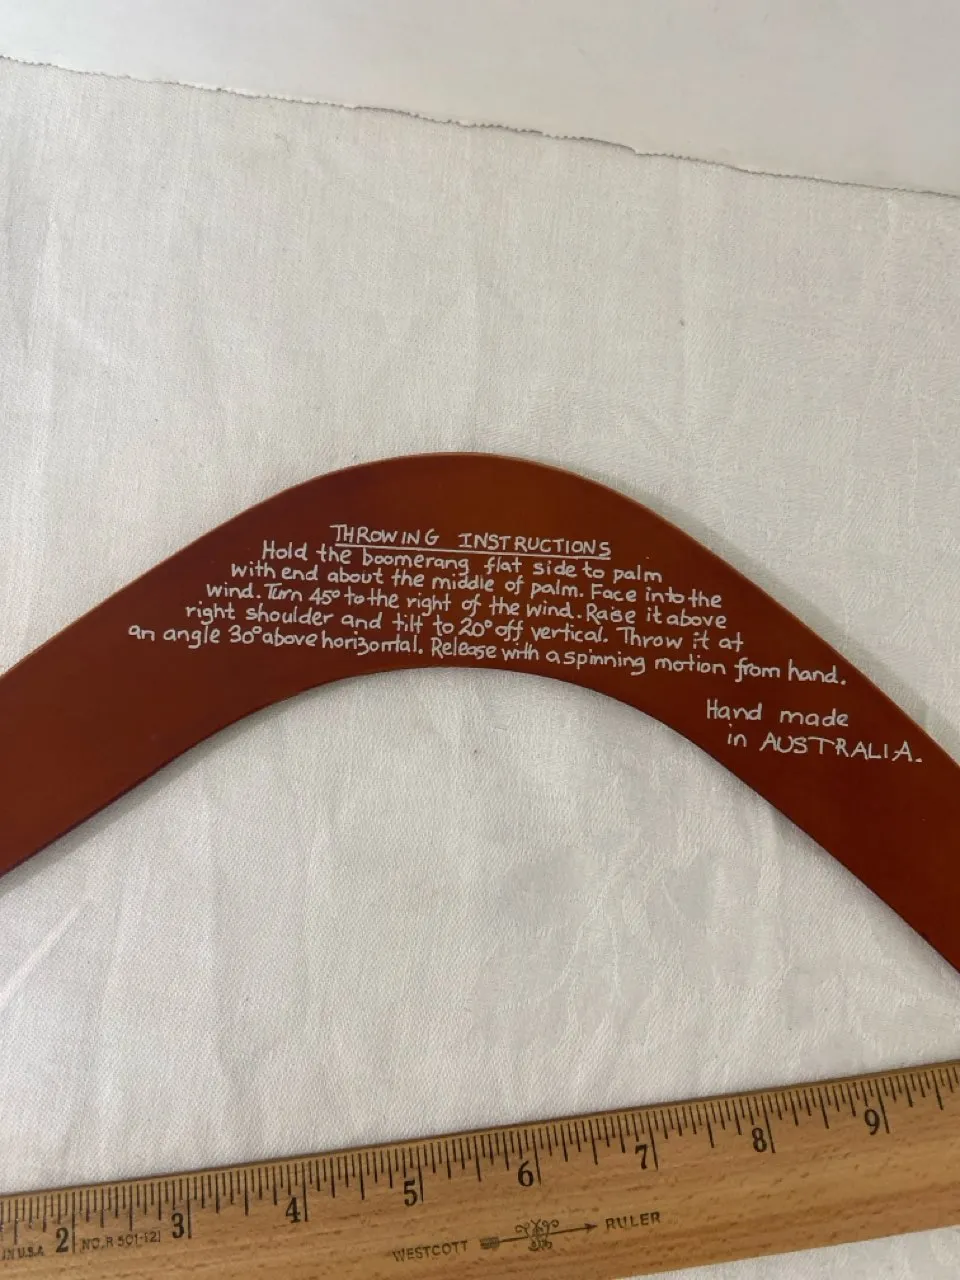 THROWING INSTRUCTIONS
Hold the boomerang flat side to palm
with end about the middle of palm. Face into the
wind. Turn 45° to the right of the wind. Raise it above
right shoulder and tilt to 20° off vertical. Throw it at
an angle 30° above horizontal. Release with a spinning motion from hand.
Hand made
in AUSTRALIA.
2 3 4 5 6 7 8 9
IN U.S.A. NO. R 501-12
WESTCOTT RULER